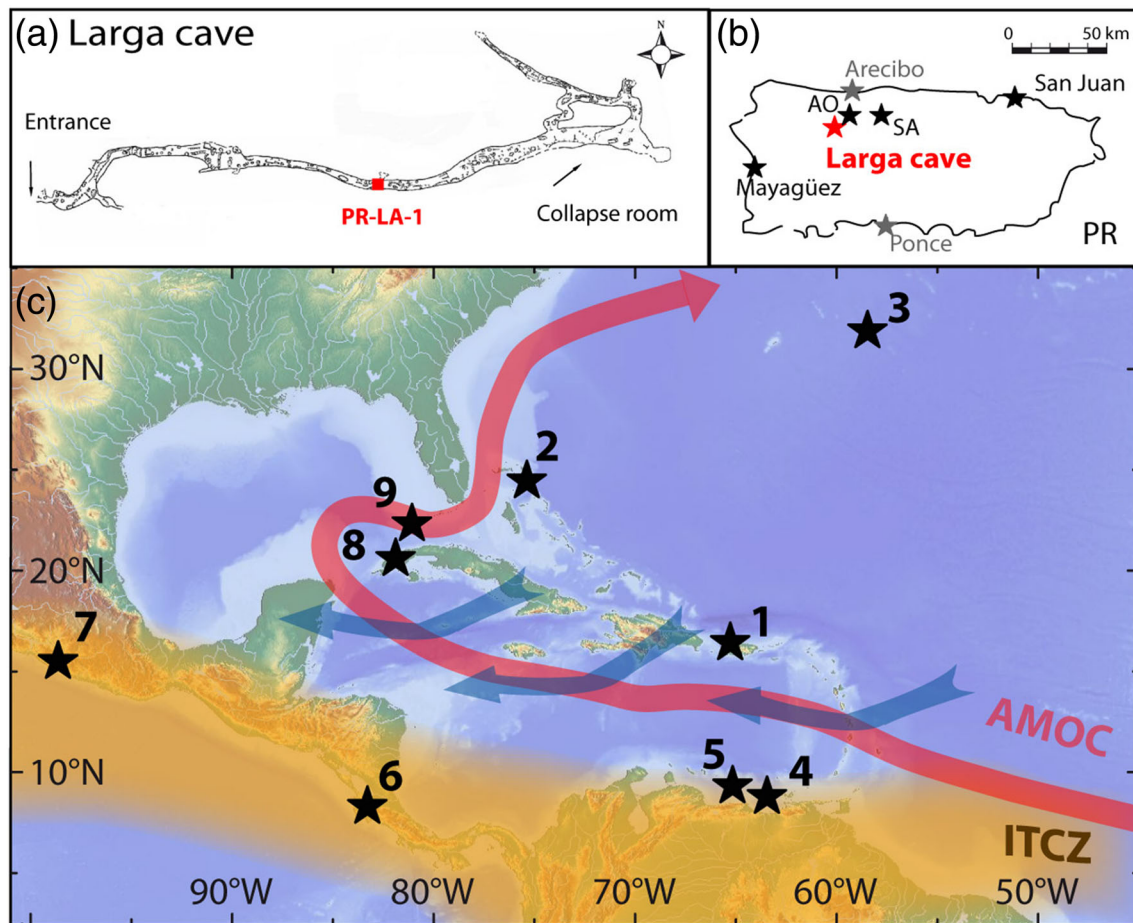 (a) Larga cave
N
Entrance
PR-LA-1
Collapse room
(b)
0 50 km
Arecibo
San Juan
AO
SA
Larga cave
Mayagüez
Ponce
PR
(c)
3
30°N
2
9
8
20°N
7
1
AMOC
10°N
6
5
4
ITCZ
90°W 80°W 70°W 60°W 50°W